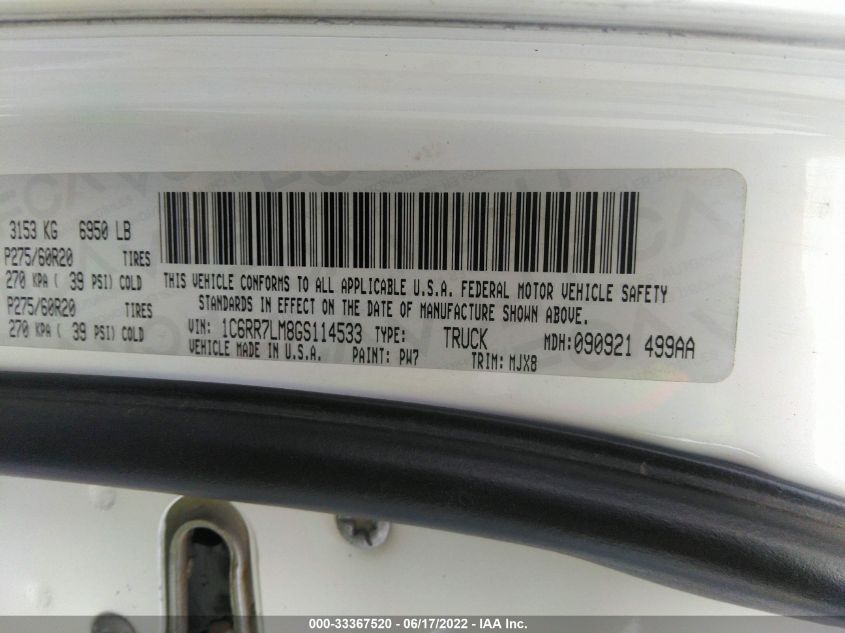 3153 KG 6950 LB
P275/60R20 TIRES
270 KPA ( 39 PSI) COLD
P275/60R20 TIRES
270 KPA ( 39 PSI) COLD
THIS VEHICLE CONFORMS TO ALL APPLICABLE U.S.A. FEDERAL MOTOR VEHICLE SAFETY
STANDARDS IN EFFECT ON THE DATE OF MANUFACTURE SHOWN ABOVE.
VIN: 1C6RR7LM8GS114533 TYPE: TRUCK MDH:090921 499AA
VEHICLE MADE IN U.S.A. PAINT: PW7 TRIM: MJX8
000-33367520 - 06/17/2022 - IAA Inc.